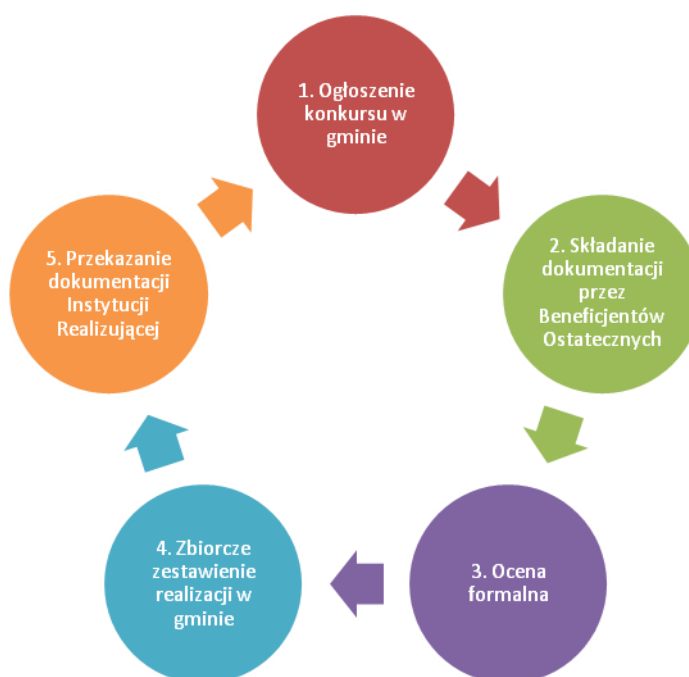 1. Ogłoszenie
konkursu w
gminie
2. Składanie
dokumentacji
przez
Beneficjentów
Ostatecznych
3. Ocena
formalna
4. Zbiorcze
zestawienie
realizacji w
gminie
5. Przekazanie
dokumentacji
Instytucji
Realizującej